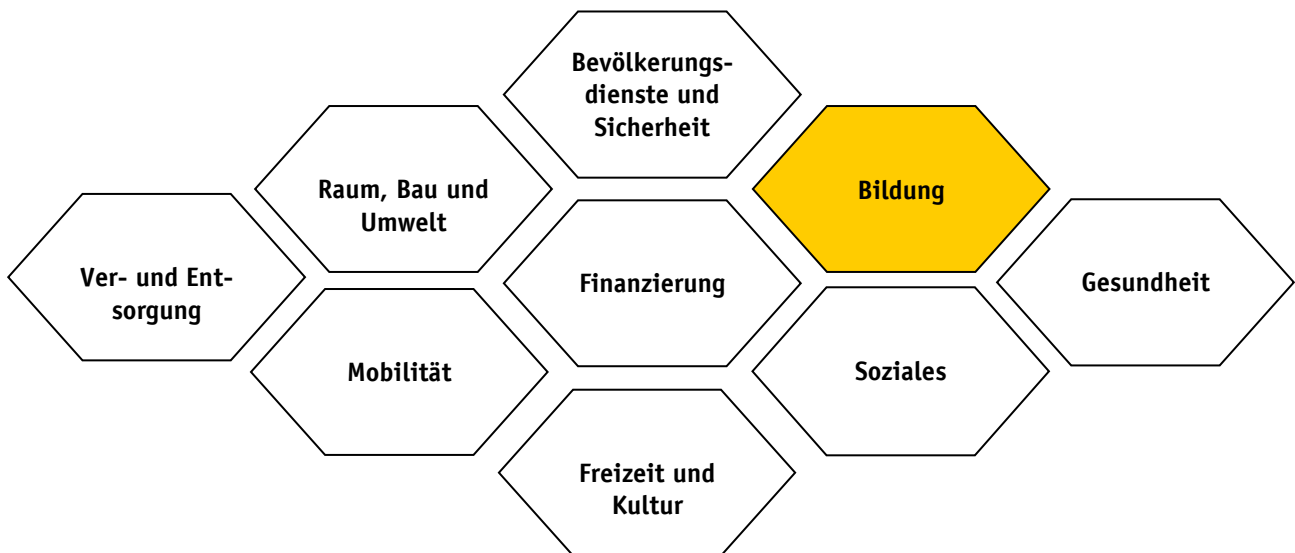 Bevölkerungs-
dienste und
Sicherheit
Raum, Bau und
Umwelt
Bildung
Ver- und Ent-
sorgung
Finanzierung
Gesundheit
Mobilität
Soziales
Freizeit und
Kultur